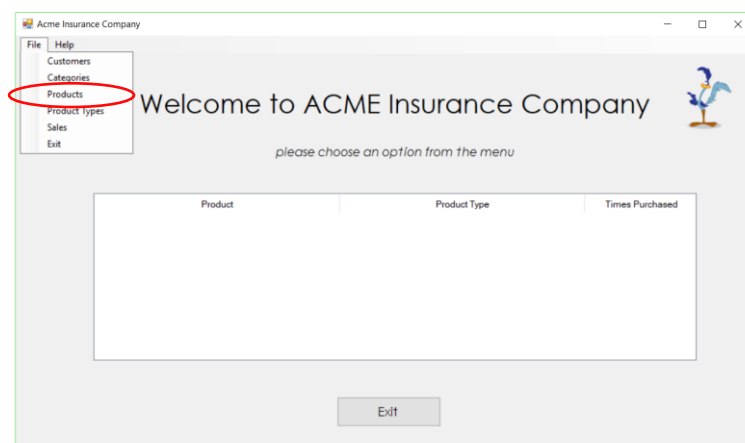 Acme Insurance Company
File Help
Customers
Categories
Products
Product Types
Sales
Exit
Welcome to ACME Insurance Company
please choose an option from the menu
Product Product Type Times Purchased
Exit